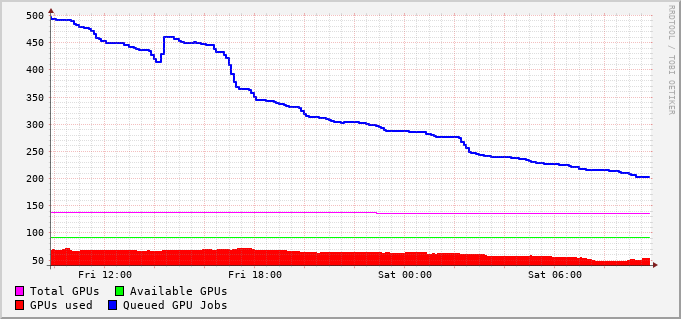 500
450
400
350
300
250
200
150
100
50
Fri 12:00 Fri 18:00 Sat 00:00 Sat 06:00
Total GPUs Available GPUs
GPUs used Queued GPU Jobs
RRDTOOL / TOBI OETIKER